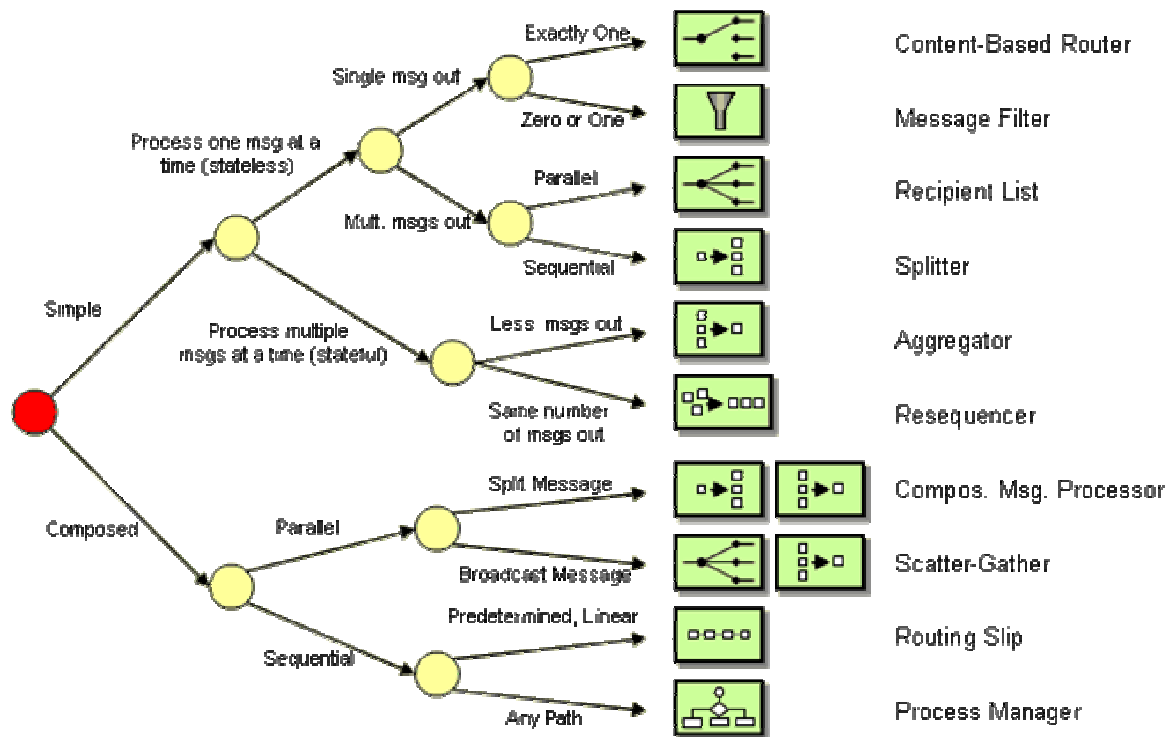 Exactly One
Content-Based Router
Single msg out
Zero or One
Message Filter
Process one msg at a
time (stateless)
Parallel
Recipient List
Mult. msgs out
Sequential
Splitter
Simple
Process multiple
msgs at a time (stateful)
Less msgs out
Aggregator
Same number
of msgs out
Resequencer
Split Message
Compos. Msg. Processor
Composed
Parallel
Broadcast Message
Scatter-Gather
Predetermined, Linear
Routing Slip
Sequential
Any Path
Process Manager